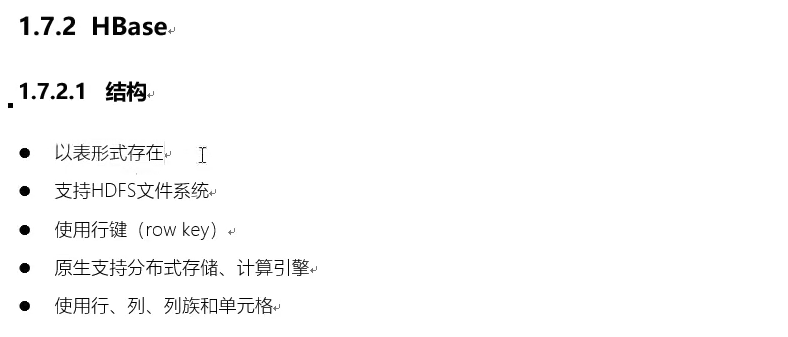 1.7.2 HBase
1.7.2.1 结构
● 以表形式存在
● 支持HDFS文件系统
● 使用行键（row key）
● 原生支持分布式存储、计算引擎
● 使用行、列、列族和单元格